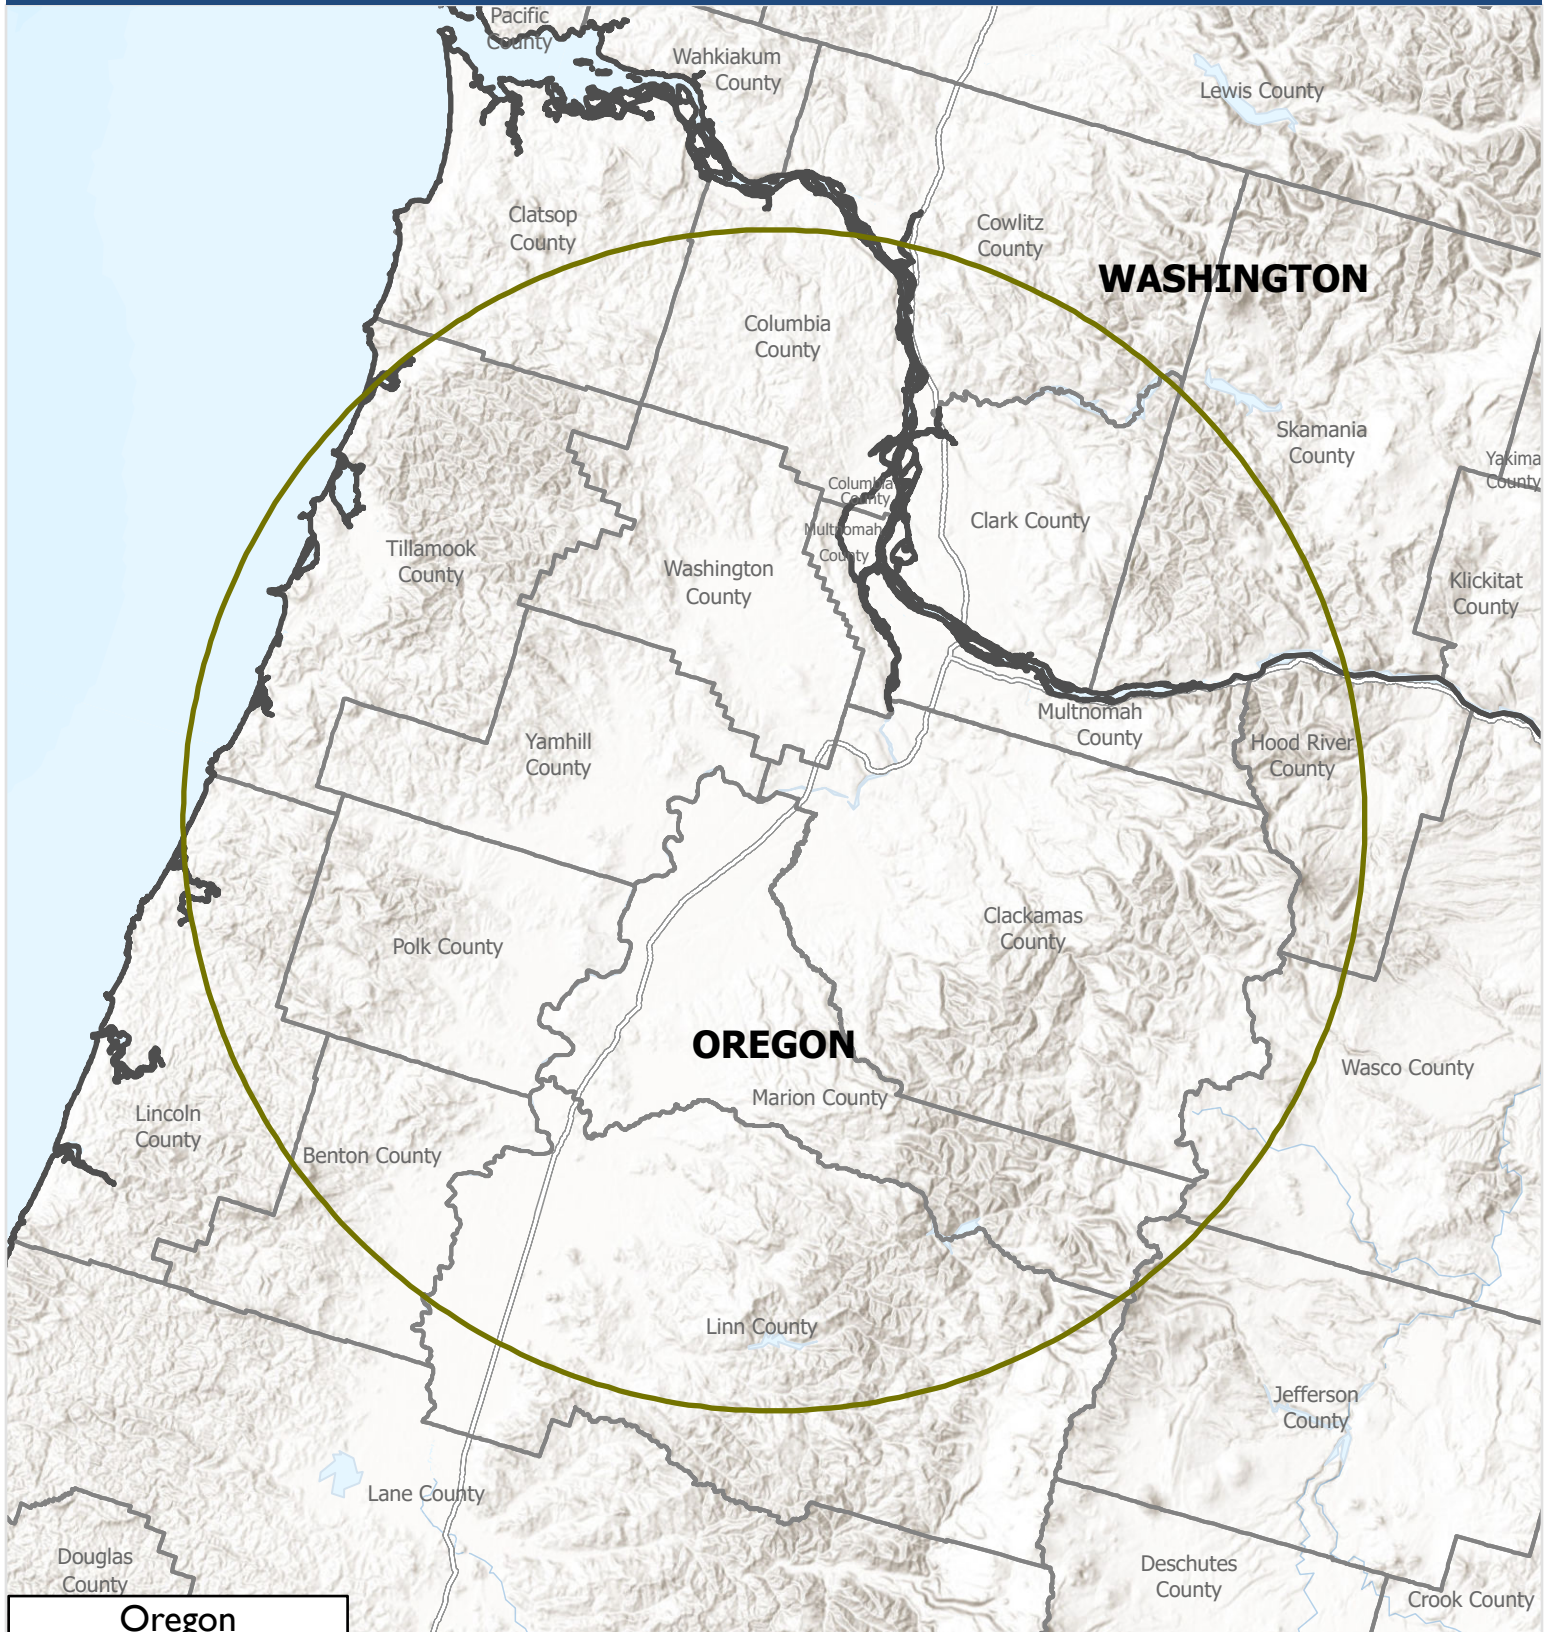 Pacific
County
Wahkiakum
County
Lewis County
Clatsop
County
Cowlitz
County
WASHINGTON
Columbia
County
Skamania
County
Yakima
County
Columbia
County
Clark County
Multnomah
County
Tillamook
County
Washington
County
Klickitat
County
Multnomah
County
Yamhill
County
Hood River
County
Clackamas
County
Polk County
OREGON
Wasco County
Marion County
Lincoln
County
Benton County
Linn County
Jefferson
County
Lane County
Douglas
County
Deschutes
County
Crook County
Oregon